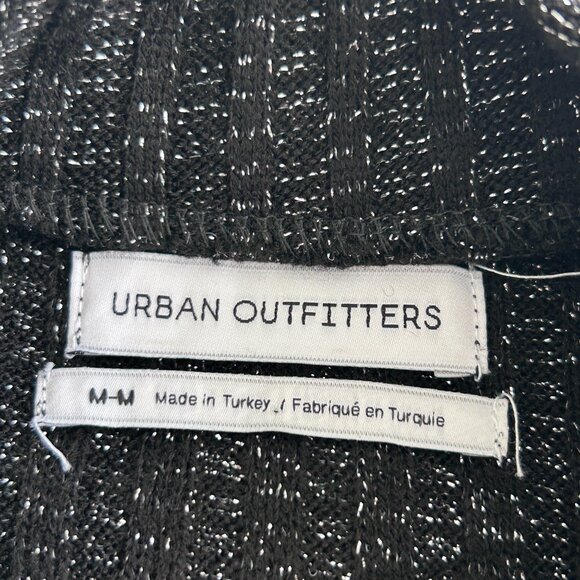 URBAN OUTFITTERS
M-M Made in Turkey / Fabriqué en Turquie